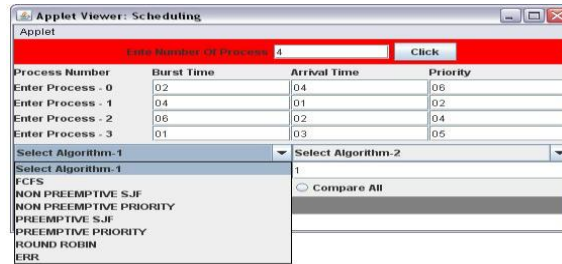 Applet Viewer: Scheduling
Applet
Ente Number Of Process 4 Click
Process Number Burst Time Arrival Time Priority
Enter Process - 0 02 04 06
Enter Process - 1 04 01 02
Enter Process - 2 06 02 04
Enter Process - 3 01 03 05
Select Algorithm-1 Select Algorithm-2
Select Algorithm-1 1
FCFS
NON PREEMPTIVE SJF Compare All
NON PREEMPTIVE PRIORITY
PREEMPTIVE SJF
PREEMPTIVE PRIORITY
ROUND ROBIN
ERR